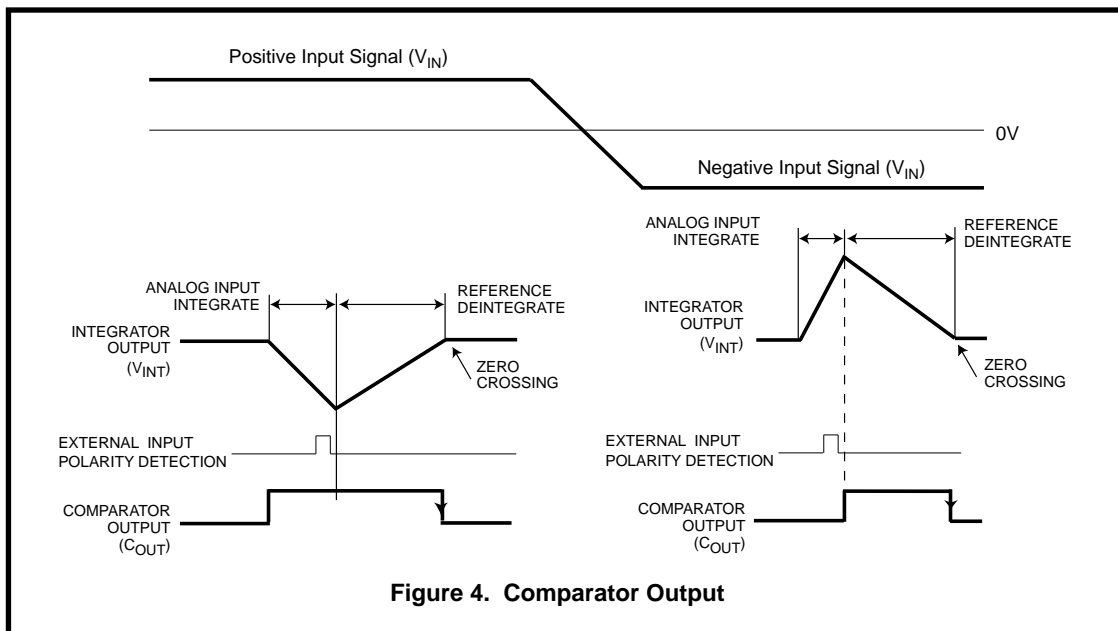 Positive Input Signal (VIN)
0V
Negative Input Signal (VIN)
ANALOG INPUT
INTEGRATE
REFERENCE
DEINTEGRATE
INTEGRATOR
OUTPUT
(VINT)
ZERO
CROSSING
EXTERNAL INPUT
POLARITY DETECTION
COMPARATOR
OUTPUT
(COUT)
ANALOG INPUT
INTEGRATE
REFERENCE
DEINTEGRATE
INTEGRATOR
OUTPUT
(VINT)
ZERO
CROSSING
EXTERNAL INPUT
POLARITY DETECTION
COMPARATOR
OUTPUT
(COUT)
Figure 4. Comparator Output